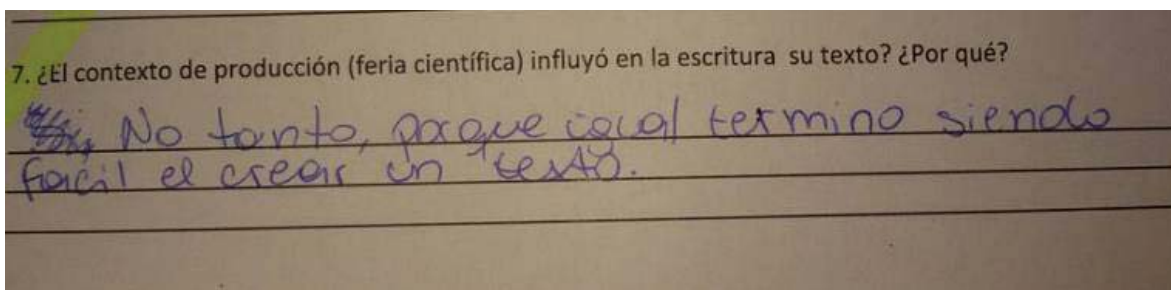 7. ¿El contexto de producción (feria científica) influyó en la escritura su texto? ¿Por qué?
No tanto, porque igual termino siendo
facil el crear un texto.